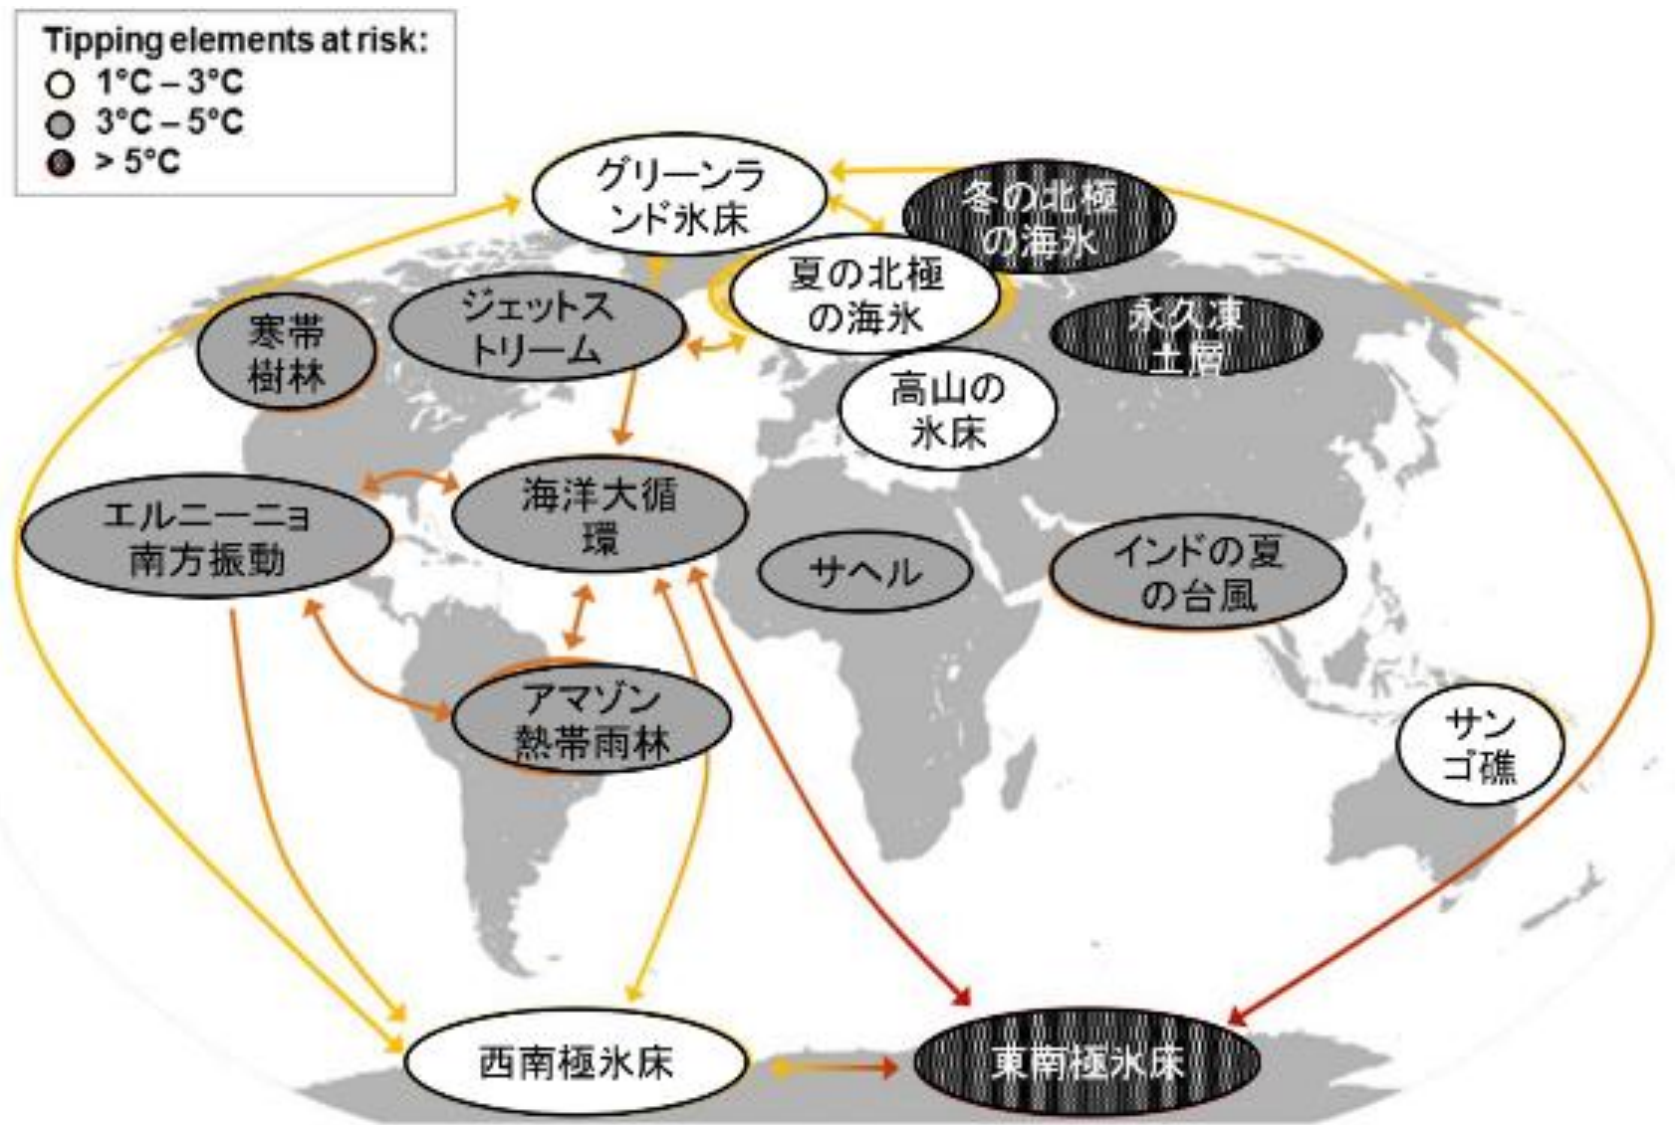 Tipping elements at risk:
1°C – 3°C
3°C – 5°C
> 5°C
グリーンラ
ンド氷床
冬の北極
の海氷
夏の北極
の海氷
ジェットス
トリーム
寒帯
樹林
永久凍
土層
高山の
氷床
エルニーニョ
南方振動
海洋大循
環
サヘル
インドの夏
の台風
アマゾン
熱帯雨林
サン
ゴ礁
西南極氷床
東南極氷床